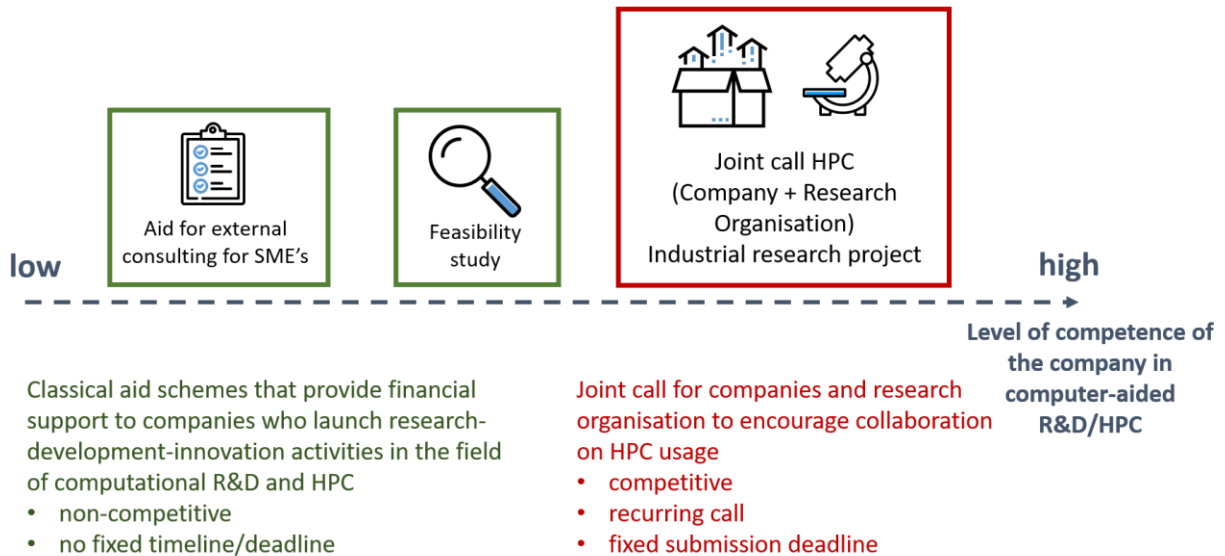 Aid for external
consulting for SME's
Feasibility
study
Joint call HPC
(Company + Research
Organisation)
Industrial research project
low
high
Level of competence of
the company in
computer-aided
R&D/HPC
Classical aid schemes that provide financial
support to companies who launch research-
development-innovation activities in the field
of computational R&D and HPC
• non-competitive
• no fixed timeline/deadline
Joint call for companies and research
organisation to encourage collaboration
on HPC usage
• competitive
• recurring call
• fixed submission deadline